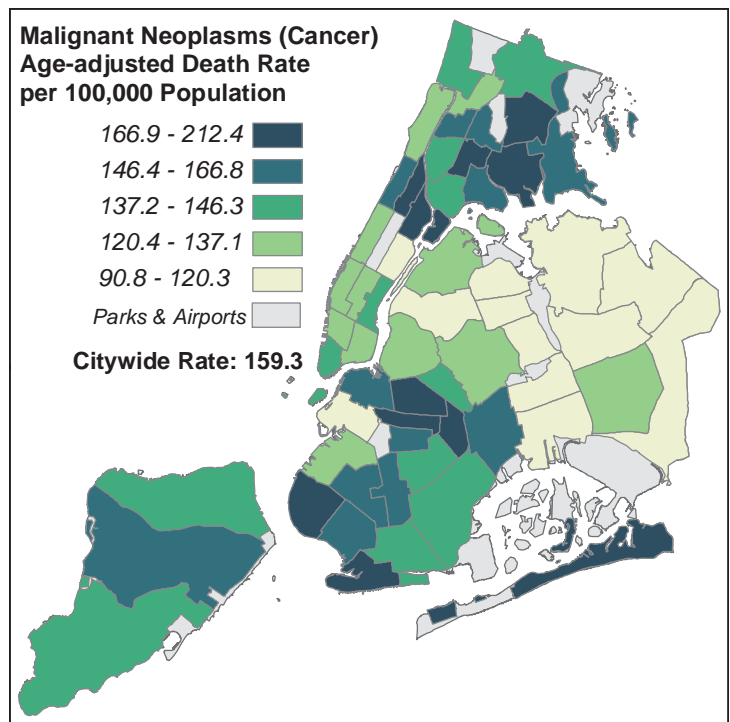 Malignant Neoplasms (Cancer)
Age-adjusted Death Rate
per 100,000 Population
166.9 - 212.4
146.4 - 166.8
137.2 - 146.3
120.4 - 137.1
90.8 - 120.3
Parks & Airports
Citywide Rate: 159.3